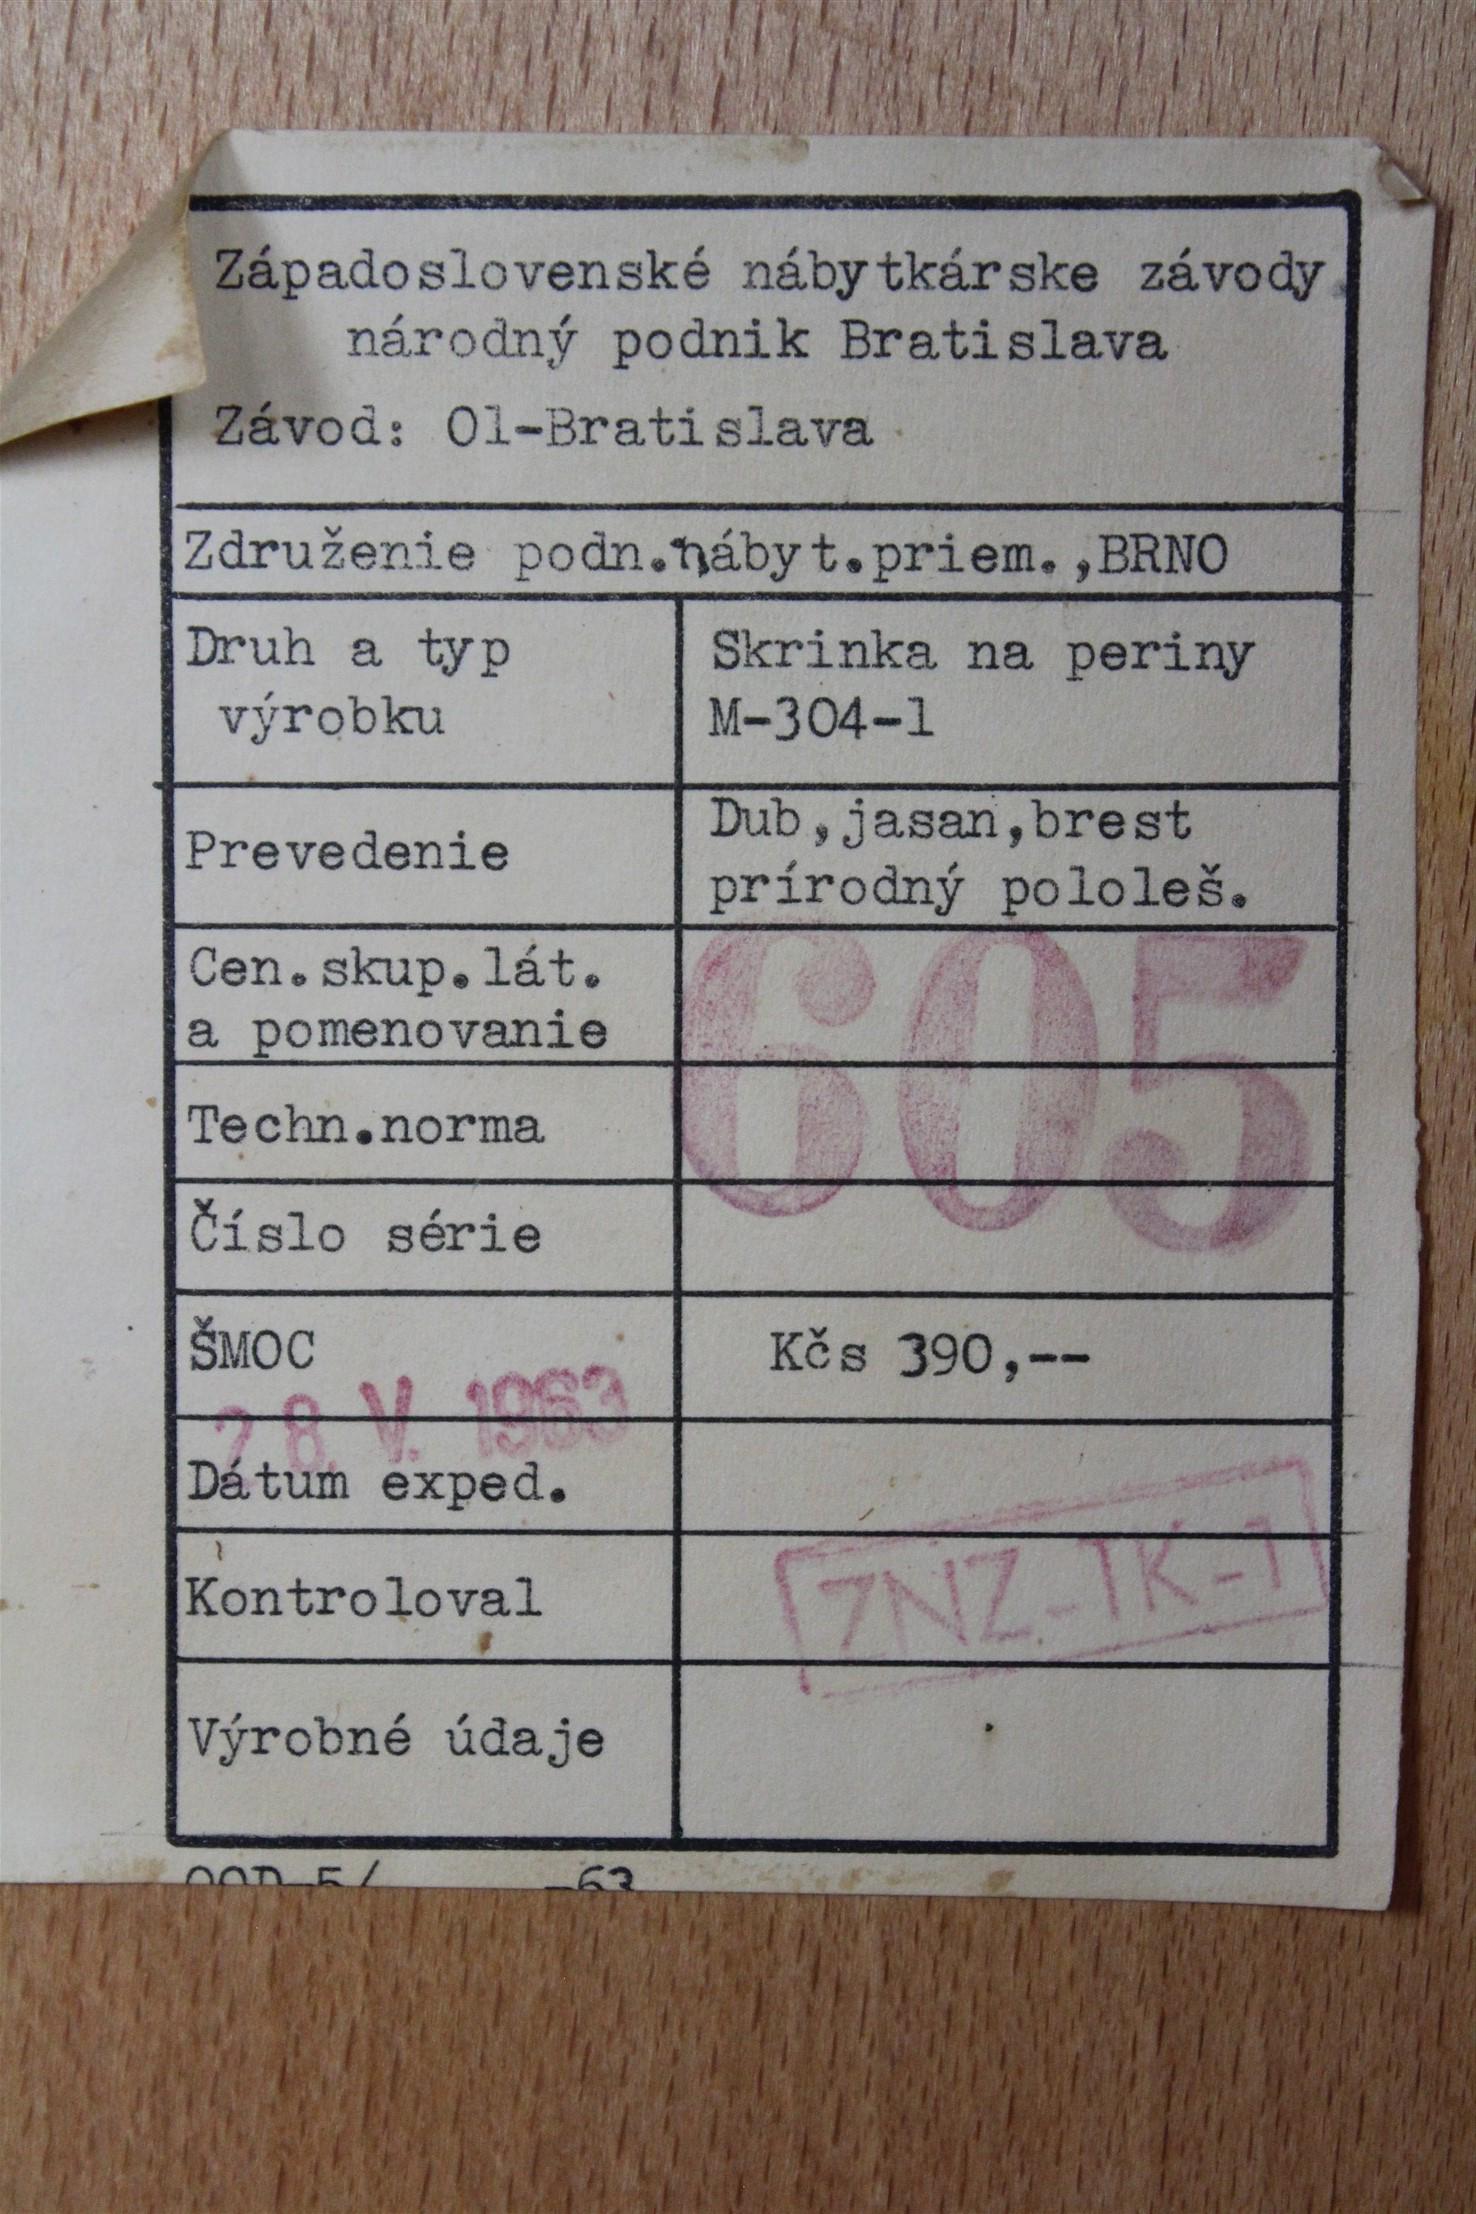 Západoslovenské nábytkárske závody
národný podnik Bratislava
Závod: 01-Bratislava
Združenie podn.nábyt.priem.,BRNO
Druh a typ
výrobku
Skrinka na periny
M-304-1
Prevedenie
Dub,jasan,brest
prírodný pololeš.
Cen.skup.lát.
a pomenovanie
605
Techn.norma
Číslo série
ŠMOC
Kčs 390,--
28. V. 1963
Dátum exped.
Kontroloval
ZNZ-TK-1
Výrobné údaje
-63